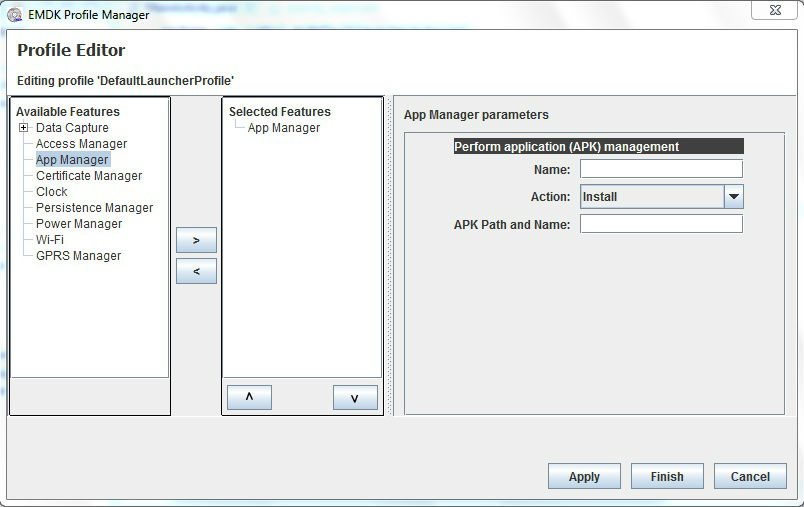 EMDK Profile Manager
Profile Editor
Editing profile 'DefaultLauncherProfile'
Available Features
Data Capture
Access Manager
App Manager
Certificate Manager
Clock
Persistence Manager
Power Manager
Wi-Fi
GPRS Manager
>
<
Selected Features
App Manager
^
v
App Manager parameters
Perform application (APK) management
Name:
Action: Install
APK Path and Name:
Apply Finish Cancel